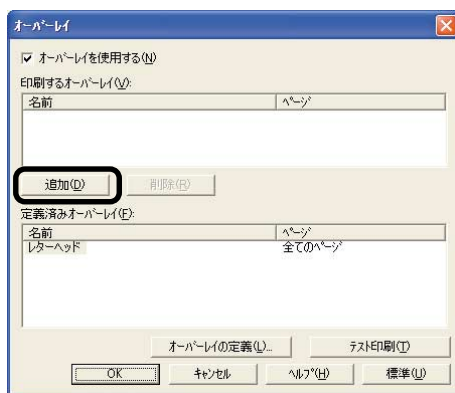 オーバーレイ
オーバーレイを使用する(N)
印刷するオーバーレイ(V):
名前 ページ
追加(D) 削除(R)
定義済みオーバーレイ(F):
名前 ページ
レターヘッド 全てのページ
オーバーレイの定義(L)... テスト印刷(T)
OK キャンセル ヘルプ(H) 標準(U)